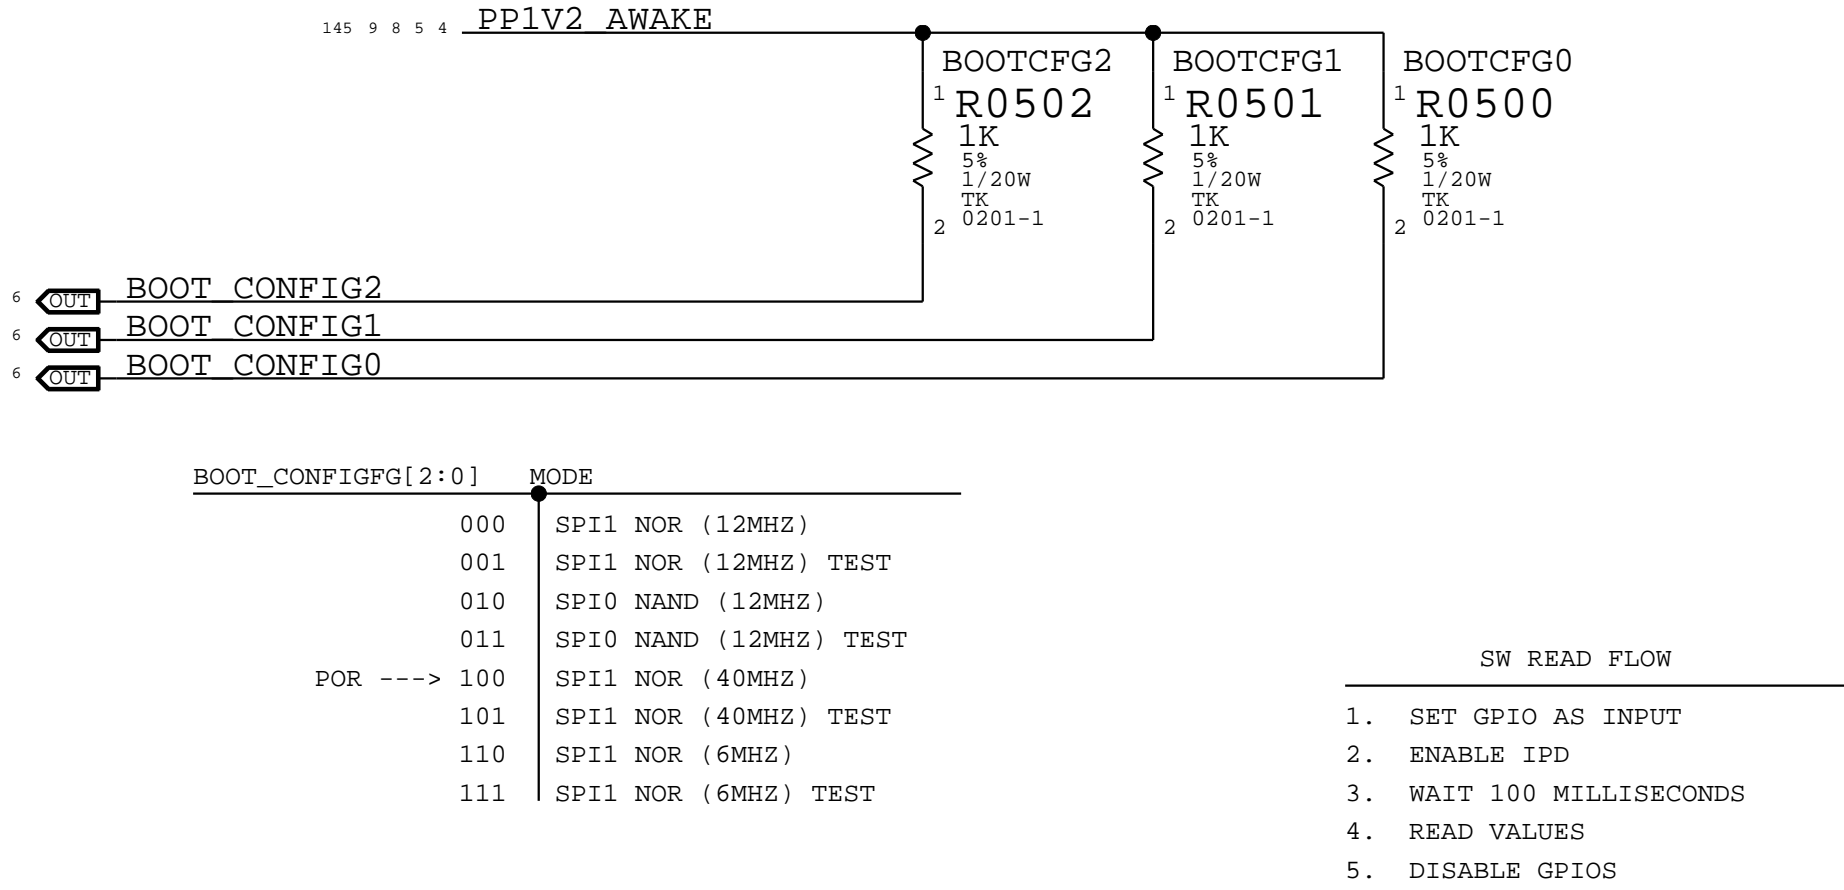 145 9 8 5 4 PP1V2_AWAKE
BOOTCFG2 BOOTCFG1 BOOTCFG0
1 R0502 1 R0501 1 R0500
1K 1K 1K
5% 5% 5%
1/20W 1/20W 1/20W
TK TK TK
0201-1 0201-1 0201-1
2 2 2
6 OUT BOOT_CONFIG2
6 OUT BOOT_CONFIG1
6 OUT BOOT_CONFIG0
BOOT_CONFIGFG[2:0] MODE
000 SPI1 NOR (12MHZ)
001 SPI1 NOR (12MHZ) TEST
010 SPI0 NAND (12MHZ)
011 SPI0 NAND (12MHZ) TEST
POR ---> 100 SPI1 NOR (40MHZ)
101 SPI1 NOR (40MHZ) TEST
110 SPI1 NOR (6MHZ)
111 SPI1 NOR (6MHZ) TEST
SW READ FLOW
1. SET GPIO AS INPUT
2. ENABLE IPD
3. WAIT 100 MILLISECONDS
4. READ VALUES
5. DISABLE GPIOS